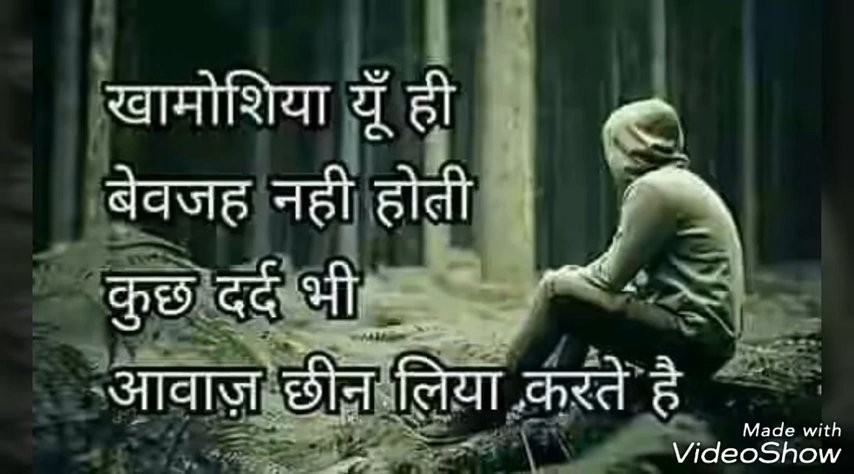 खामोशिया यूँ ही
बेवजह नही होती
कुछ दर्द भी
आवाज़ छीन लिया करते है
Made with
VideoShow